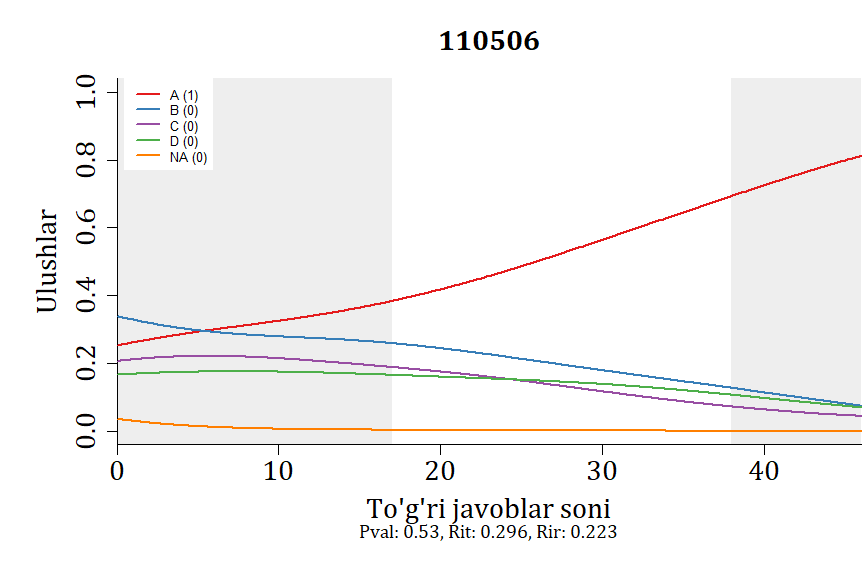 110506
A (1)
B (0)
C (0)
D (0)
NA (0)
Ulushlar
1.0
0.8
0.6
0.4
0.2
0.0
0 10 20 30 40
To'g'ri javoblar soni
Pval: 0.53, Rit: 0.296, Rir: 0.223